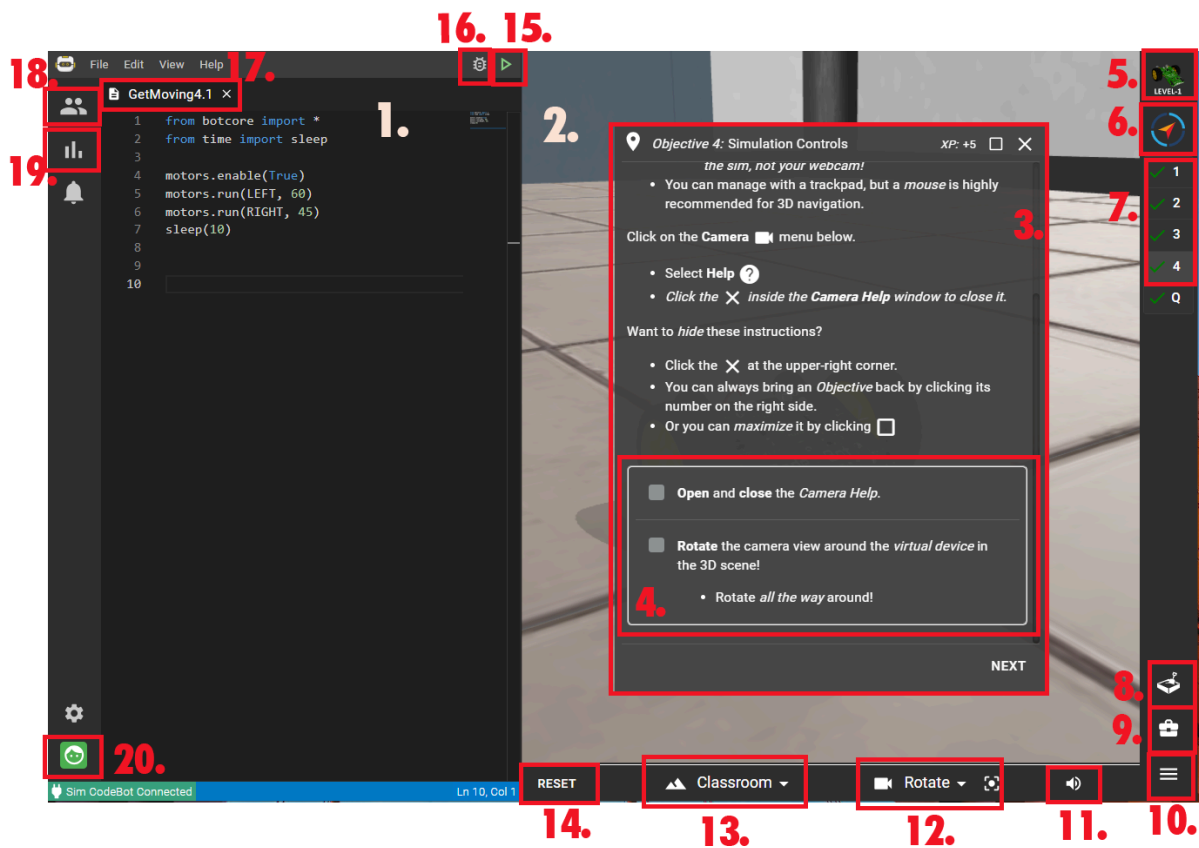 16. 15.
File Edit View Help
17.
18.
GetMoving4.1
1 from botcore import *
2 from time import sleep
3
4 motors.enable(True)
5 motors.run(LEFT, 60)
6 motors.run(RIGHT, 45)
7 sleep(10)
8
9
10
1.
19.
20.
Sim CodeBot Connected
Ln 10, Col 1
2.
Objective 4: Simulation Controls XP: +5
the sim, not your webcam!
• You can manage with a trackpad, but a mouse is highly
recommended for 3D navigation.
3.
Click on the Camera menu below.
• Select Help ?
• Click the X inside the Camera Help window to close it.
Want to hide these instructions?
• Click the X at the upper-right corner.
• You can always bring an Objective back by clicking its
number on the right side.
• Or you can maximize it by clicking
Open and close the Camera Help.
Rotate the camera view around the virtual device in
the 3D scene!
• Rotate all the way around!
4.
NEXT
5.
LEVEL-1
6.
7.
1
2
3
4
Q
8.
9.
RESET
Classroom
Rotate
14.
13.
12.
11.
10.